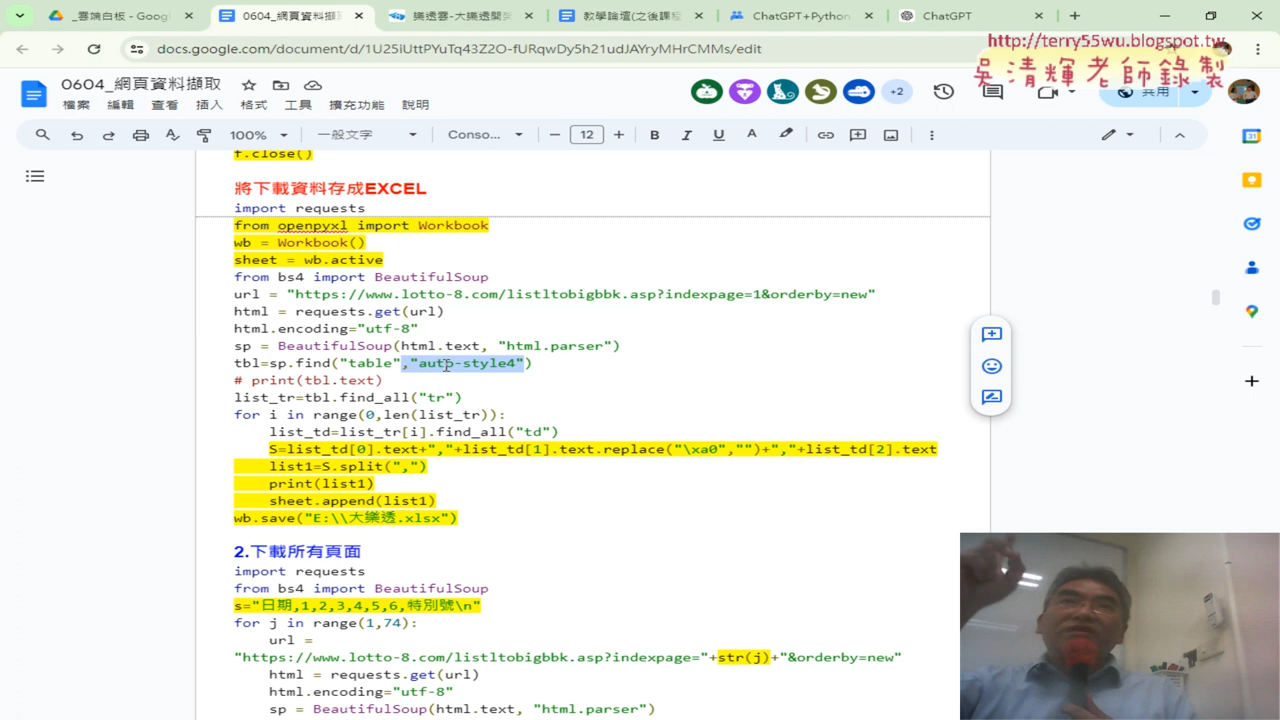 _雲端白板 - Goog
0604_網頁資料擷取
樂透雲-大樂透開
教學論壇(之後課程
ChatGPT+Python
ChatGPT
docs.google.com/document/d/1U25iUttPYuTq43Z2O-fURqwDy5h21udJAYryMHrCMMs/edit
http://terry55wu.blogspot.tw
吳清輝老師錄製
0604_網頁資料擷取
檔案 編輯 查看 插入 格式 工具 擴充功能 說明
+2
共用
100% 一般文字 Conso... 12 B I U A
f.close()
將下載資料存成EXCEL
import requests
from openpyxl import Workbook
wb = Workbook()
sheet = wb.active
from bs4 import BeautifulSoup
url = "https://www.lotto-8.com/listltobigbbk.asp?indexpage=1&orderby=new"
html = requests.get(url)
html.encoding="utf-8"
sp = BeautifulSoup(html.text, "html.parser")
tbl=sp.find("table","auto-style4")
# print(tbl.text)
list_tr=tbl.find_all("tr")
for i in range(0,len(list_tr)):
list_td=list_tr[i].find_all("td")
S=list_td[0].text+","+list_td[1].text.replace("\xa0","")+","+list_td[2].text
list1=S.split(",")
print(list1)
sheet.append(list1)
wb.save("E:\\大樂透.xlsx")
2.下載所有頁面
import requests
from bs4 import BeautifulSoup
s="日期,1,2,3,4,5,6,特別號\n"
for j in range(1,74):
url =
"https://www.lotto-8.com/listltobigbbk.asp?indexpage="+str(j)+"&orderby=new"
html = requests.get(url)
html.encoding="utf-8"
sp = BeautifulSoup(html.text, "html.parser")